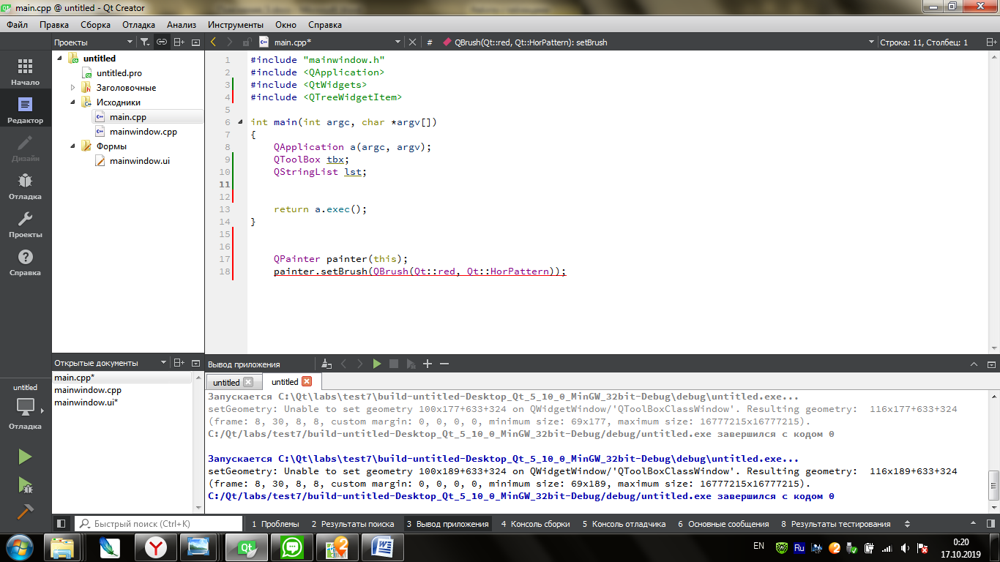 main.cpp @ untitled - Qt Creator
Файл Правка Сборка Отладка Анализ Инструменты Окно Справка
Проекты
main.cpp*
# QBrush(Qt::red, Qt::HorPattern): setBrush
Строка: 11, Столбец: 1
Начало
Редактор
Дизайн
Отладка
Проекты
Справка
untitled
Отладка
untitled
untitled.pro
Заголовочные
Исходники
main.cpp
mainwindow.cpp
Формы
mainwindow.ui
1 #include "mainwindow.h"
2 #include <QApplication>
3 #include <QtWidgets>
4 #include <QTreeWidgetItem>
5
6 int main(int argc, char *argv[])
7 {
8 QApplication a(argc, argv);
9 QToolBox tbx;
10 QStringList lst;
11
12
13 return a.exec();
14 }
15
16
17 QPainter painter(this);
18 painter.setBrush(QBrush(Qt::red, Qt::HorPattern));
Открытые документы
main.cpp*
mainwindow.cpp
mainwindow.ui*
Вывод приложения
untitled untitled
Запускается C:\Qt\labs\test7\build-untitled-Desktop_Qt_5_10_0_MinGW_32bit-Debug\debug\untitled.exe...
setGeometry: Unable to set geometry 100x177+633+324 on QWidgetWindow/'QToolBoxClassWindow'. Resulting geometry: 116x177+633+324
(frame: 8, 30, 8, 8, custom margin: 0, 0, 0, 0, minimum size: 69x177, maximum size: 16777215x16777215).
C:/Qt/labs/test7/build-untitled-Desktop_Qt_5_10_0_MinGW_32bit-Debug/debug/untitled.exe завершился с кодом 0
Запускается C:\Qt\labs\test7\build-untitled-Desktop_Qt_5_10_0_MinGW_32bit-Debug\debug\untitled.exe...
setGeometry: Unable to set geometry 100x189+633+324 on QWidgetWindow/'QToolBoxClassWindow'. Resulting geometry: 116x189+633+324
(frame: 8, 30, 8, 8, custom margin: 0, 0, 0, 0, minimum size: 69x189, maximum size: 16777215x16777215).
C:/Qt/labs/test7/build-untitled-Desktop_Qt_5_10_0_MinGW_32bit-Debug/debug/untitled.exe завершился с кодом 0
Быстрый поиск (Ctrl+K)
1 Проблемы 2 Результаты поиска 3 Вывод приложения 4 Консоль сборки 5 Консоль отладчика 6 Основные сообщения 8 Результаты тестирования
EN
Ru
0:20
17.10.2019